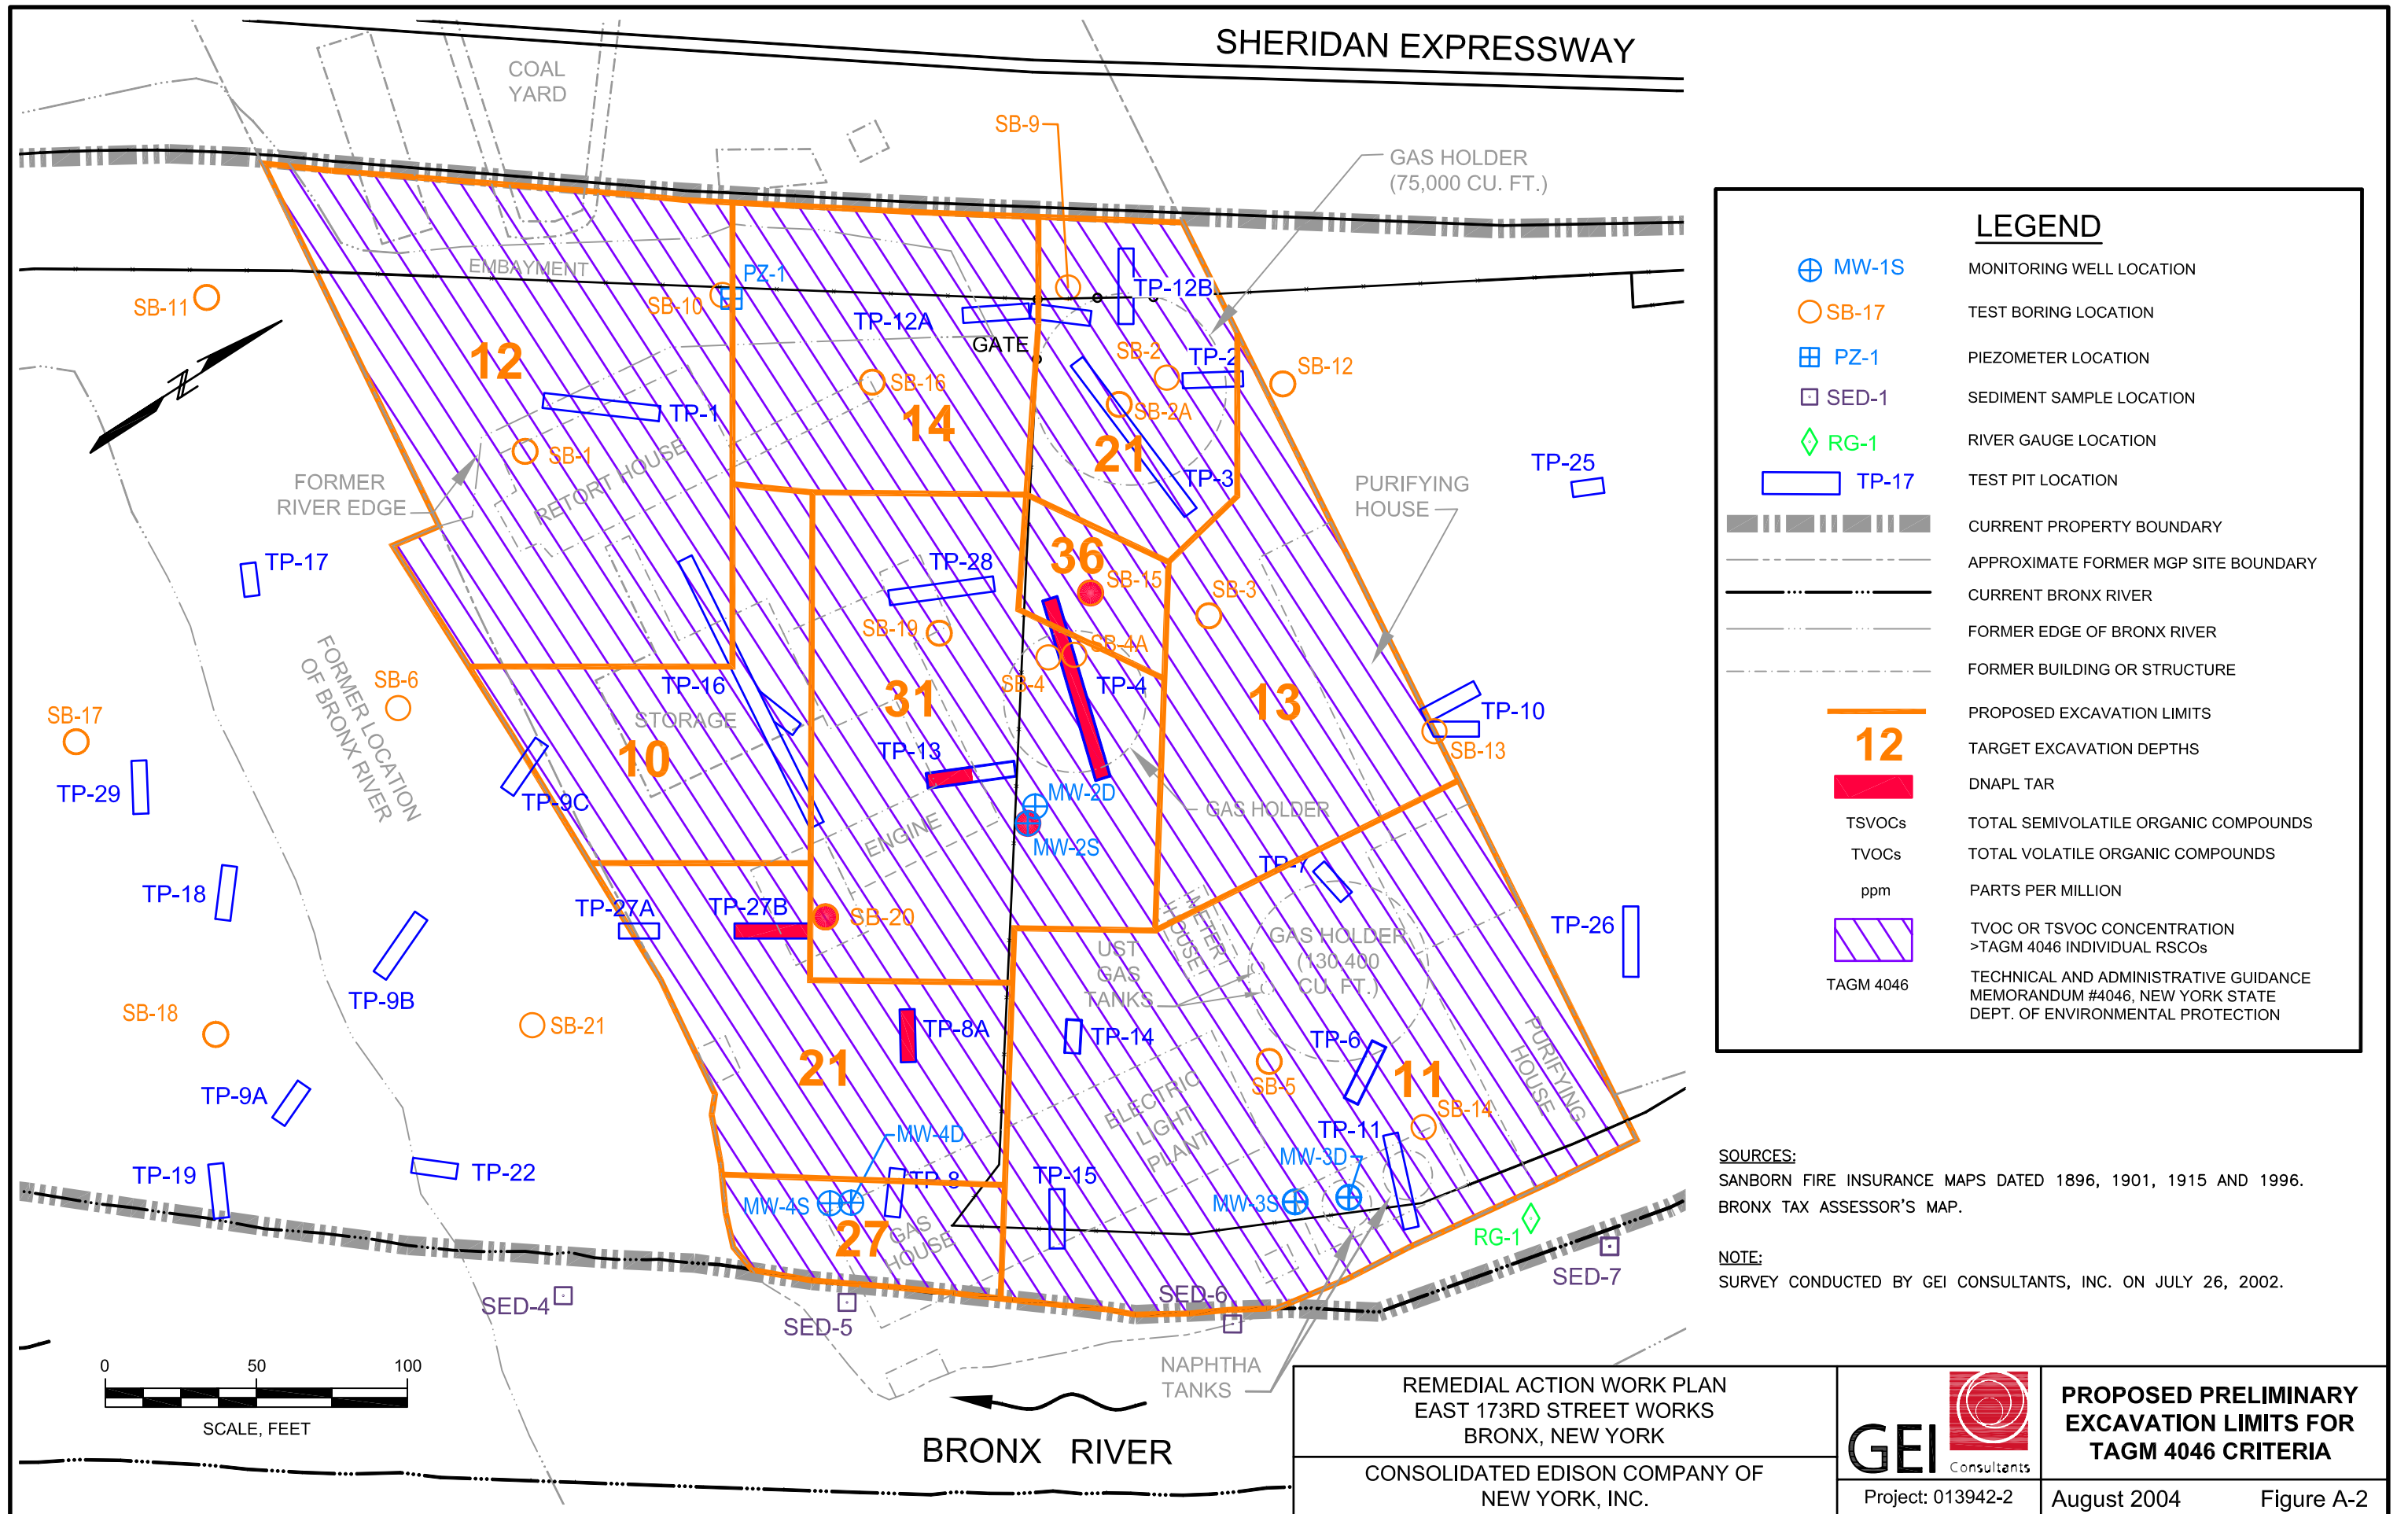 SHERIDAN EXPRESSWAY
COAL
YARD
SB-9
GAS HOLDER
(75,000 CU. FT.)
EMBAYMENT
PZ-1
SB-10
SB-11
TP-12B
TP-12A
GATE
SB-2
TP-2
SB-12
12
SB-16
SB-2A
TP-1
14
21
SB-1
RETORT HOUSE
TP-3
FORMER
RIVER EDGE
PURIFYING
HOUSE
TP-25
TP-17
TP-28
36
SB-15
SB-3
SB-19
SB-4A
SB-4
TP-4
FORMER LOCATION
OF BRONX RIVER
SB-6
TP-16
31
13
SB-17
STORAGE
TP-10
SB-13
10
TP-13
TP-29
TP-9C
MW-2D
GAS HOLDER
ENGINE
MW-2S
TP-7
TP-18
TP-27A
TP-27B
SB-20
METER
HOUSE
GAS HOLDER
(130,400
CU. FT.)
TP-26
UST
GAS
TANKS
TP-9B
SB-18
SB-21
TP-8A
TP-14
TP-6
PURIFYING
HOUSE
21
SB-5
11
TP-9A
ELECTRIC
LIGHT
PLANT
SB-14
TP-11
MW-4D
MW-3D
TP-19
TP-22
TP-8
TP-15
MW-4S
MW-3S
27
GAS
HOUSE
RG-1
SED-7
SED-4
SED-5
SED-6
NAPHTHA
TANKS
0 50 100
SCALE, FEET
BRONX RIVER
LEGEND
MW-1S MONITORING WELL LOCATION
SB-17 TEST BORING LOCATION
PZ-1 PIEZOMETER LOCATION
SED-1 SEDIMENT SAMPLE LOCATION
RG-1 RIVER GAUGE LOCATION
TP-17 TEST PIT LOCATION
CURRENT PROPERTY BOUNDARY
APPROXIMATE FORMER MGP SITE BOUNDARY
CURRENT BRONX RIVER
FORMER EDGE OF BRONX RIVER
FORMER BUILDING OR STRUCTURE
PROPOSED EXCAVATION LIMITS
12 TARGET EXCAVATION DEPTHS
DNAPL TAR
TSVOCs TOTAL SEMIVOLATILE ORGANIC COMPOUNDS
TVOCs TOTAL VOLATILE ORGANIC COMPOUNDS
ppm PARTS PER MILLION
TVOC OR TSVOC CONCENTRATION
>TAGM 4046 INDIVIDUAL RSCOs
TAGM 4046 TECHNICAL AND ADMINISTRATIVE GUIDANCE
MEMORANDUM #4046, NEW YORK STATE
DEPT. OF ENVIRONMENTAL PROTECTION
SOURCES:
SANBORN FIRE INSURANCE MAPS DATED 1896, 1901, 1915 AND 1996.
BRONX TAX ASSESSOR'S MAP.
NOTE:
SURVEY CONDUCTED BY GEI CONSULTANTS, INC. ON JULY 26, 2002.
REMEDIAL ACTION WORK PLAN
EAST 173RD STREET WORKS
BRONX, NEW YORK
CONSOLIDATED EDISON COMPANY OF
NEW YORK, INC.
GEI Consultants
Project: 013942-2
PROPOSED PRELIMINARY
EXCAVATION LIMITS FOR
TAGM 4046 CRITERIA
August 2004 Figure A-2